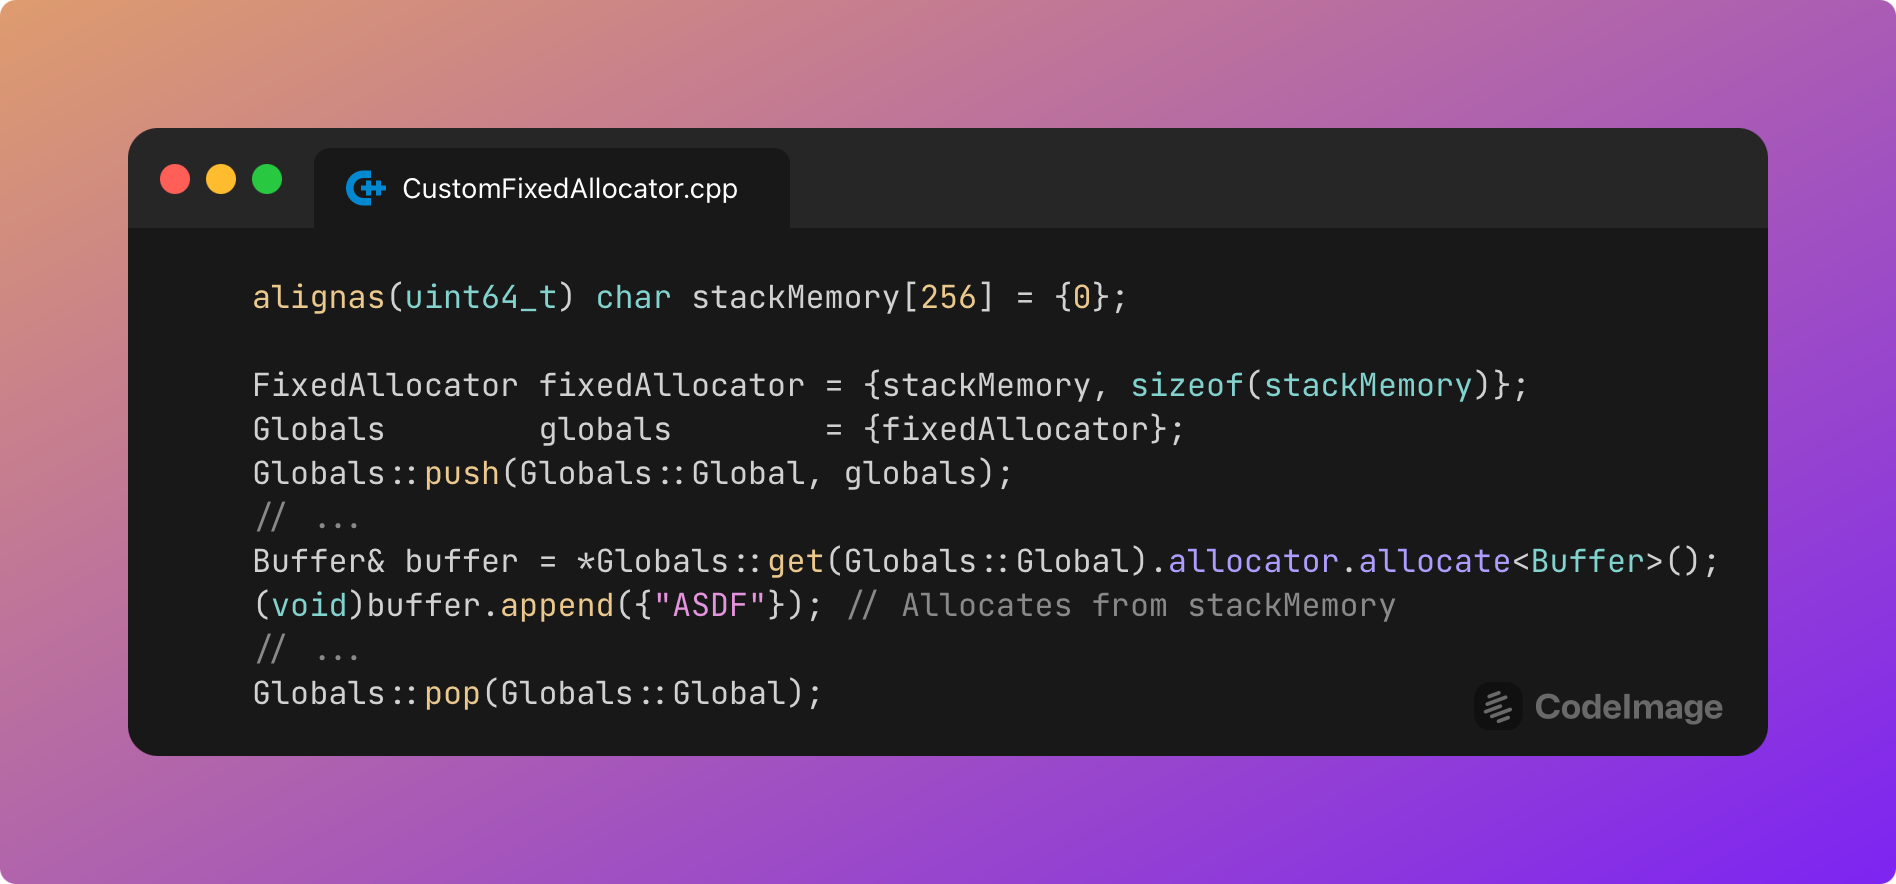 CustomFixedAllocator.cpp
alignas(uint64_t) char stackMemory[256] = {0};
FixedAllocator fixedAllocator = {stackMemory, sizeof(stackMemory)};
Globals        globals        = {fixedAllocator};
Globals::push(Globals::Global, globals);
// ...
Buffer& buffer = *Globals::get(Globals::Global).allocator.allocate<Buffer>();
(void)buffer.append({"ASDF"}); // Allocates from stackMemory
// ...
Globals::pop(Globals::Global);
CodeImage